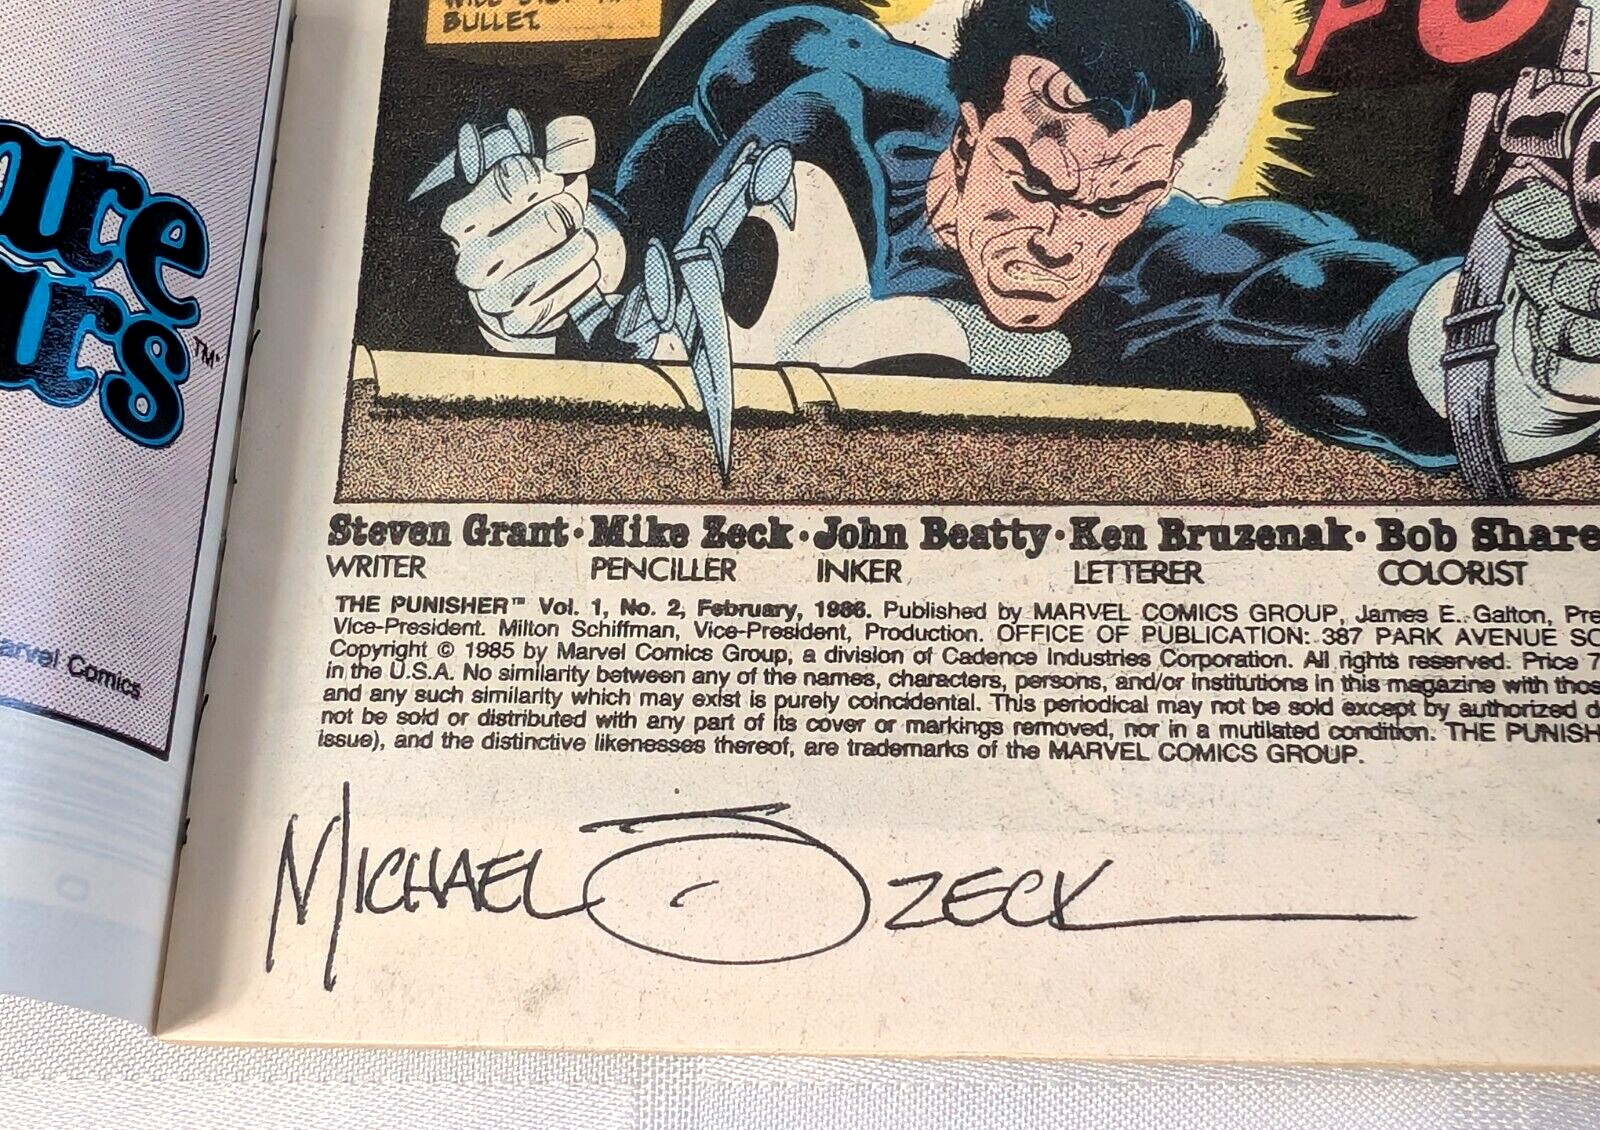 BULLET.
TM
arvel Comics
Steven Grant · Mike Zeck · John Beatty · Ken Bruzenak · Bob Share
WRITER PENCILLER INKER LETTERER COLORIST
THE PUNISHER™ Vol. 1, No. 2, February, 1986. Published by MARVEL COMICS GROUP, James E. Galton, Pre
Vice-President. Milton Schiffman, Vice-President, Production. OFFICE OF PUBLICATION: 387 PARK AVENUE SO
Copyright © 1985 by Marvel Comics Group, a division of Cadence Industries Corporation. All rights reserved. Price 7
in the U.S.A. No similarity between any of the names, characters, persons, and/or institutions in this magazine with thos
and any such similarity which may exist is purely coincidental. This periodical may not be sold except by authorized d
not be sold or distributed with any part of its cover or markings removed, nor in a mutilated condition. THE PUNISH
issue), and the distinctive likenesses thereof, are trademarks of the MARVEL COMICS GROUP.
MICHAEL ZECK